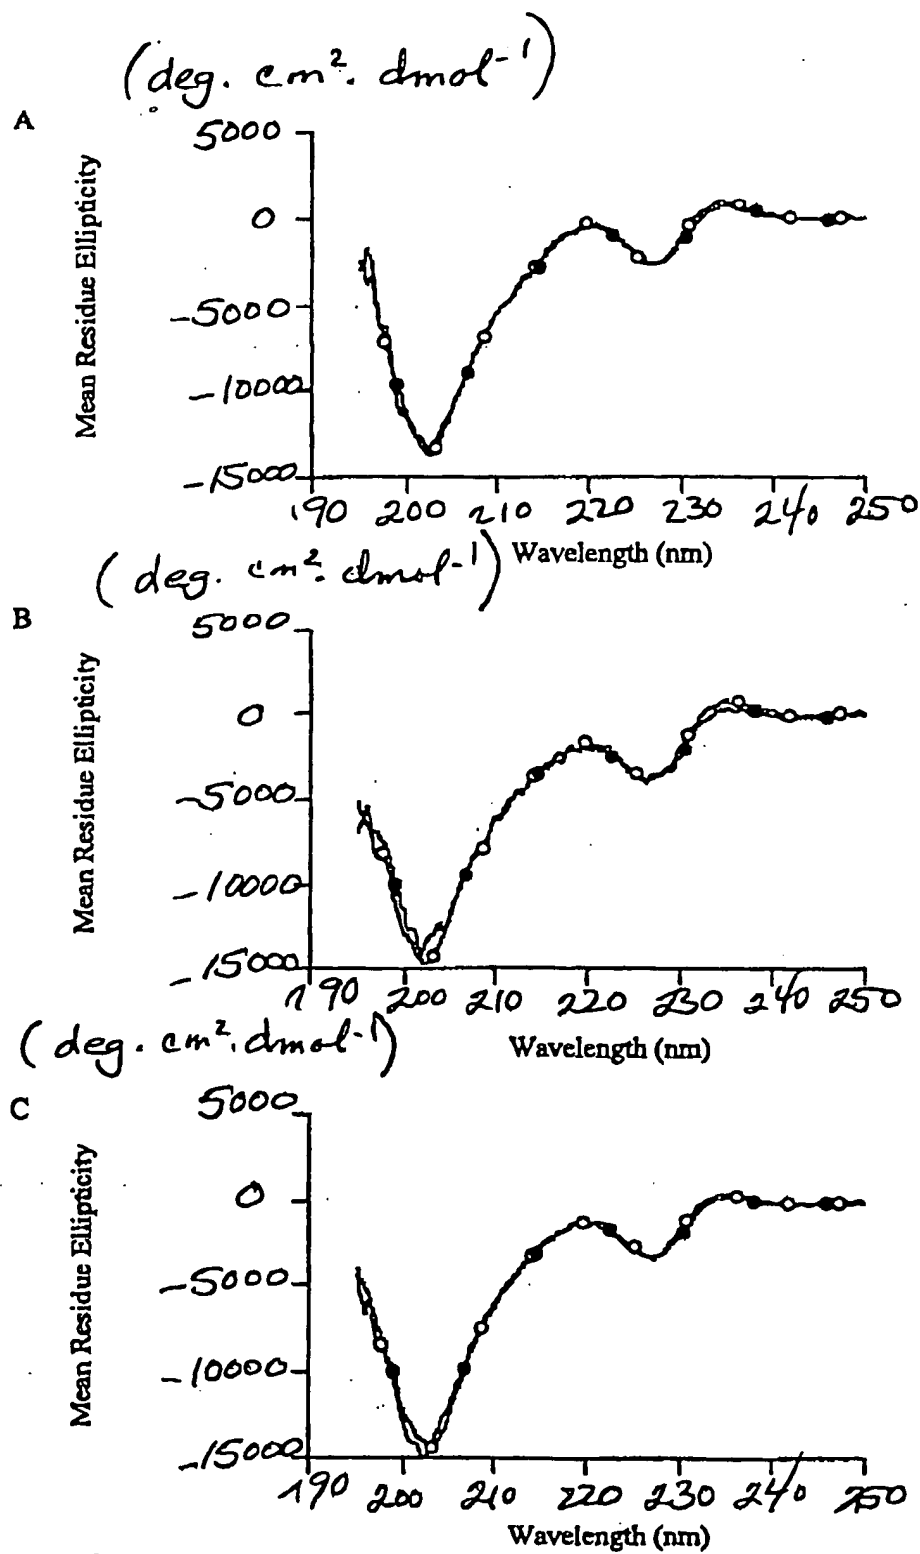 (deg. cm². dmol⁻¹)
A
Mean Residue Ellipticity
5000
0
-5000
-10000
-15000
190 200 210 220 230 240 250
Wavelength (nm)
(deg. cm². dmol⁻¹)
B
Mean Residue Ellipticity
5000
0
-5000
-10000
-15000
190 200 210 220 230 240 250
Wavelength (nm)
(deg. cm². dmol⁻¹)
C
Mean Residue Ellipticity
5000
0
-5000
-10000
-15000
190 200 210 220 230 240 250
Wavelength (nm)